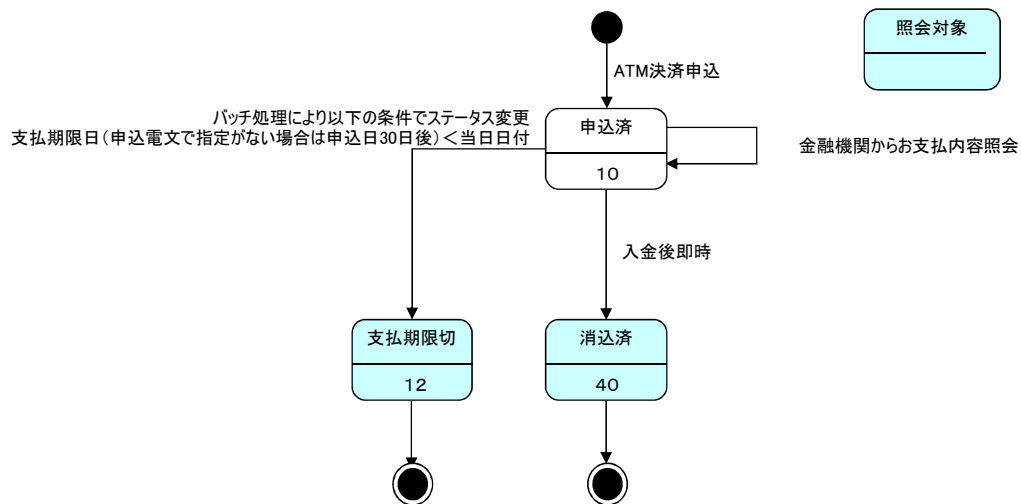 照会対象
ATM決済申込
バッチ処理により以下の条件でステータス変更
支払期限日(申込電文で指定がない場合は申込日30日後)<当日日付
申込済
10
金融機関からお支払内容照会
入金後即時
支払期限切
12
消込済
40